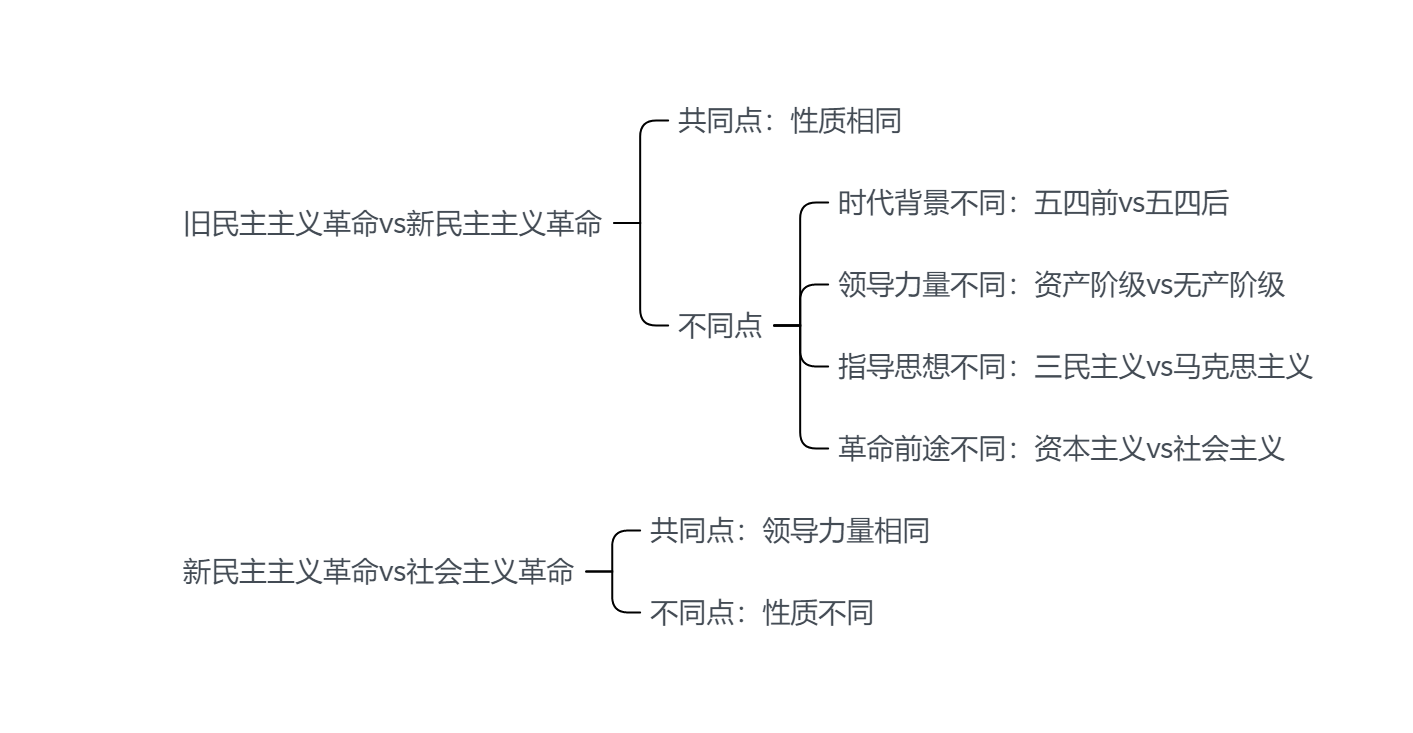 共同点：性质相同
时代背景不同：五四前vs五四后
旧民主主义革命vs新民主主义革命
领导力量不同：资产阶级vs无产阶级
不同点
指导思想不同：三民主义vs马克思主义
革命前途不同：资本主义vs社会主义
共同点：领导力量相同
新民主主义革命vs社会主义革命
不同点：性质不同